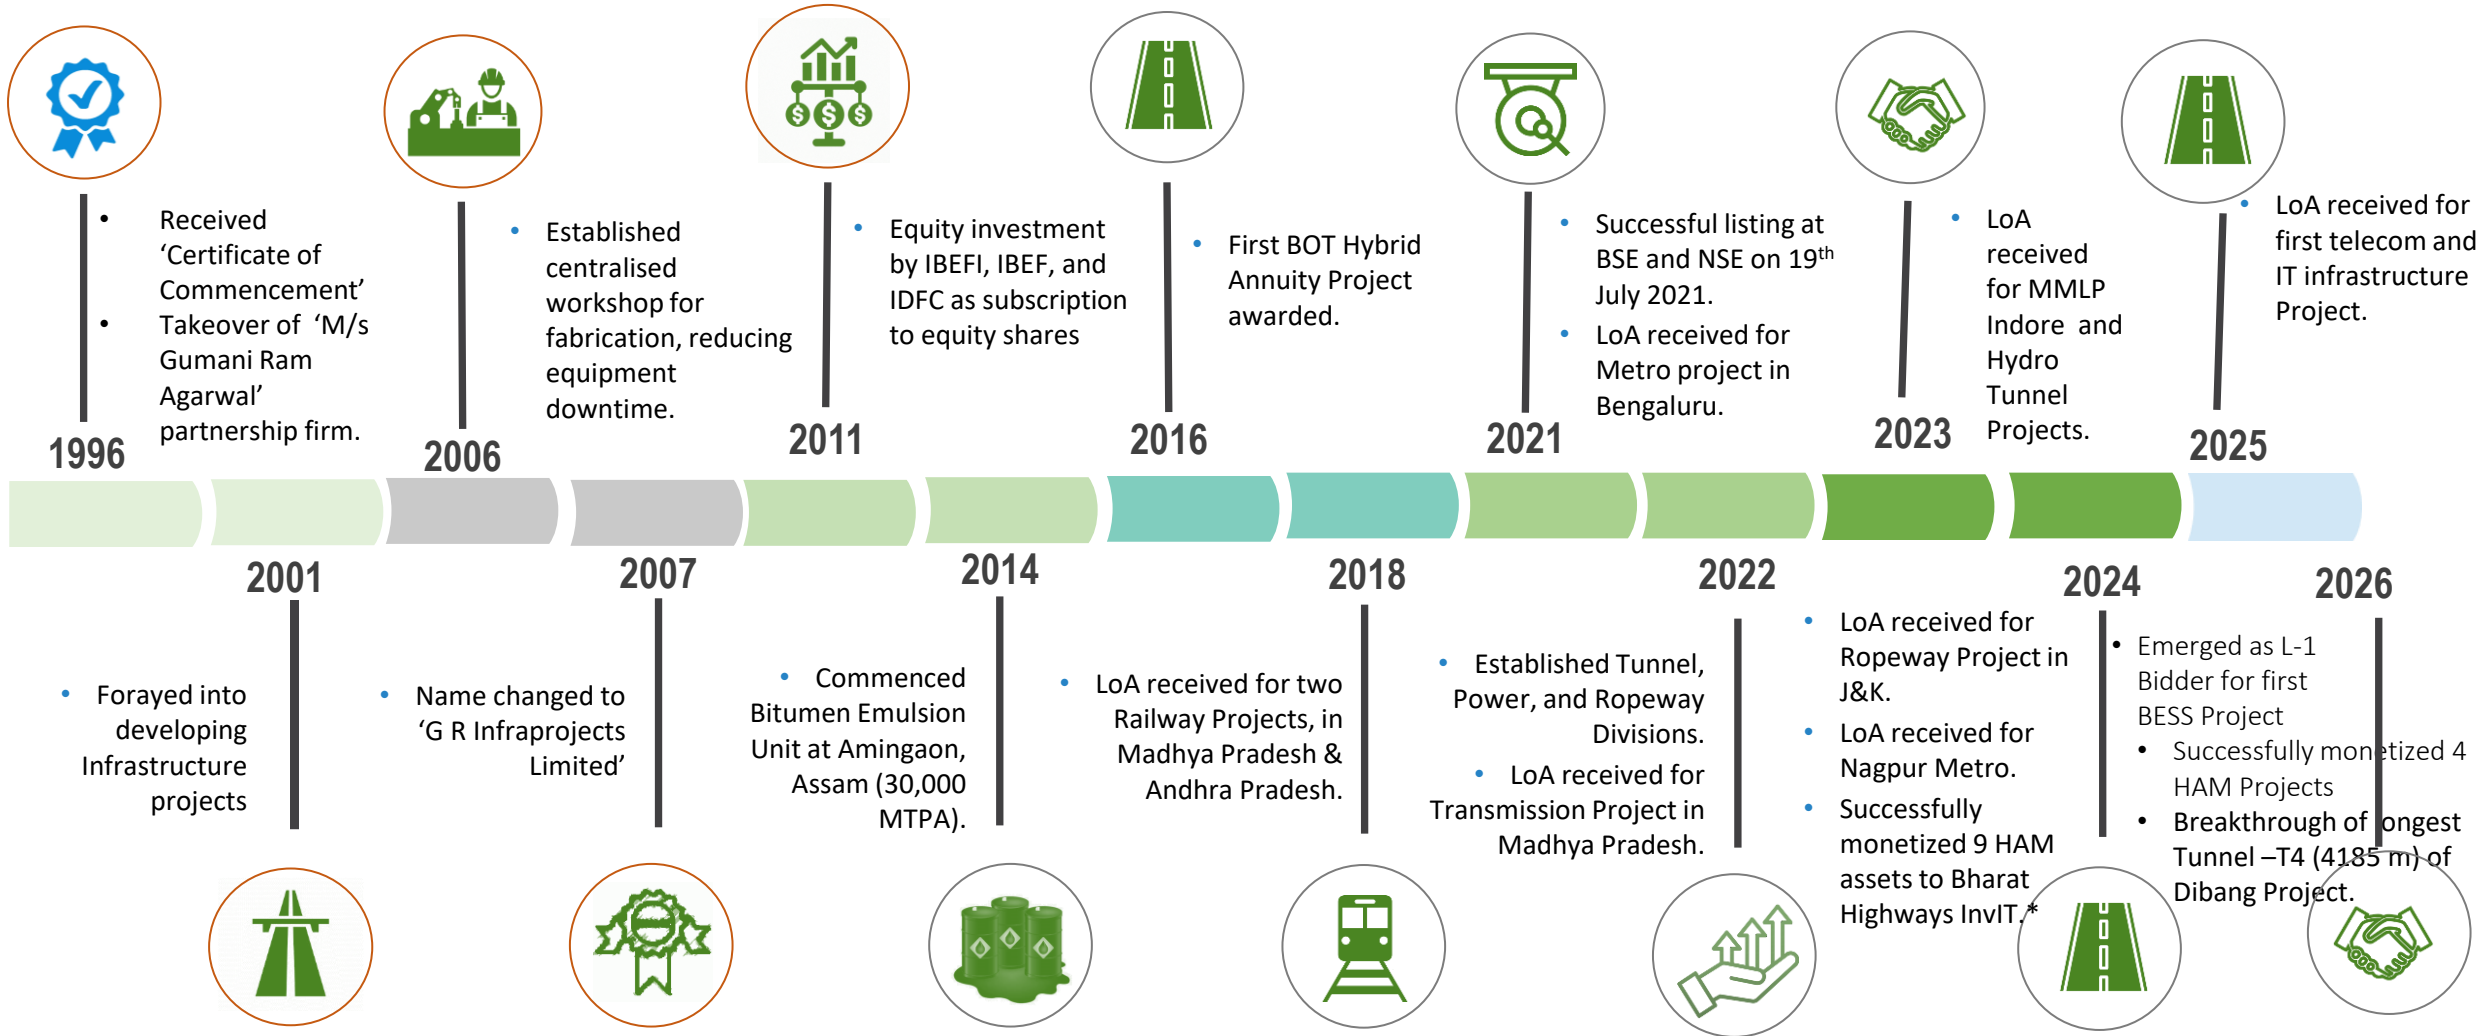 • Received
‘Certificate of
Commencement’
• Takeover of ‘M/s
Gumani Ram
Agarwal’
partnership firm.
1996
• Established
centralised
workshop for
fabrication, reducing
equipment
downtime.
2006
• Equity investment
by IBEFI, IBEF, and
IDFC as subscription
to equity shares
2011
• First BOT Hybrid
Annuity Project
awarded.
2016
• Successful listing at
BSE and NSE on 19th
July 2021.
• LoA received for
Metro project in
Bengaluru.
2021
• LoA
received
for MMLP
Indore and
Hydro
Tunnel
Projects.
2023
• LoA received for
first telecom and
IT infrastructure
Project.
2025
2001
• Forayed into
developing
Infrastructure
projects
2007
• Name changed to
‘G R Infraprojects
Limited’
2014
• Commenced
Bitumen Emulsion
Unit at Amingaon,
Assam (30,000
MTPA).
2018
• LoA received for two
Railway Projects, in
Madhya Pradesh &
Andhra Pradesh.
2022
• Established Tunnel,
Power, and Ropeway
Divisions.
• LoA received for
Transmission Project in
Madhya Pradesh.
2024
• LoA received for
Ropeway Project in
J&K.
• LoA received for
Nagpur Metro.
• Successfully
monetized 9 HAM
assets to Bharat
Highways InvIT.*
2026
• Emerged as L-1
Bidder for first
BESS Project
• Successfully monetized 4
HAM Projects
• Breakthrough of longest
Tunnel –T4 (4185 m) of
Dibang Project.